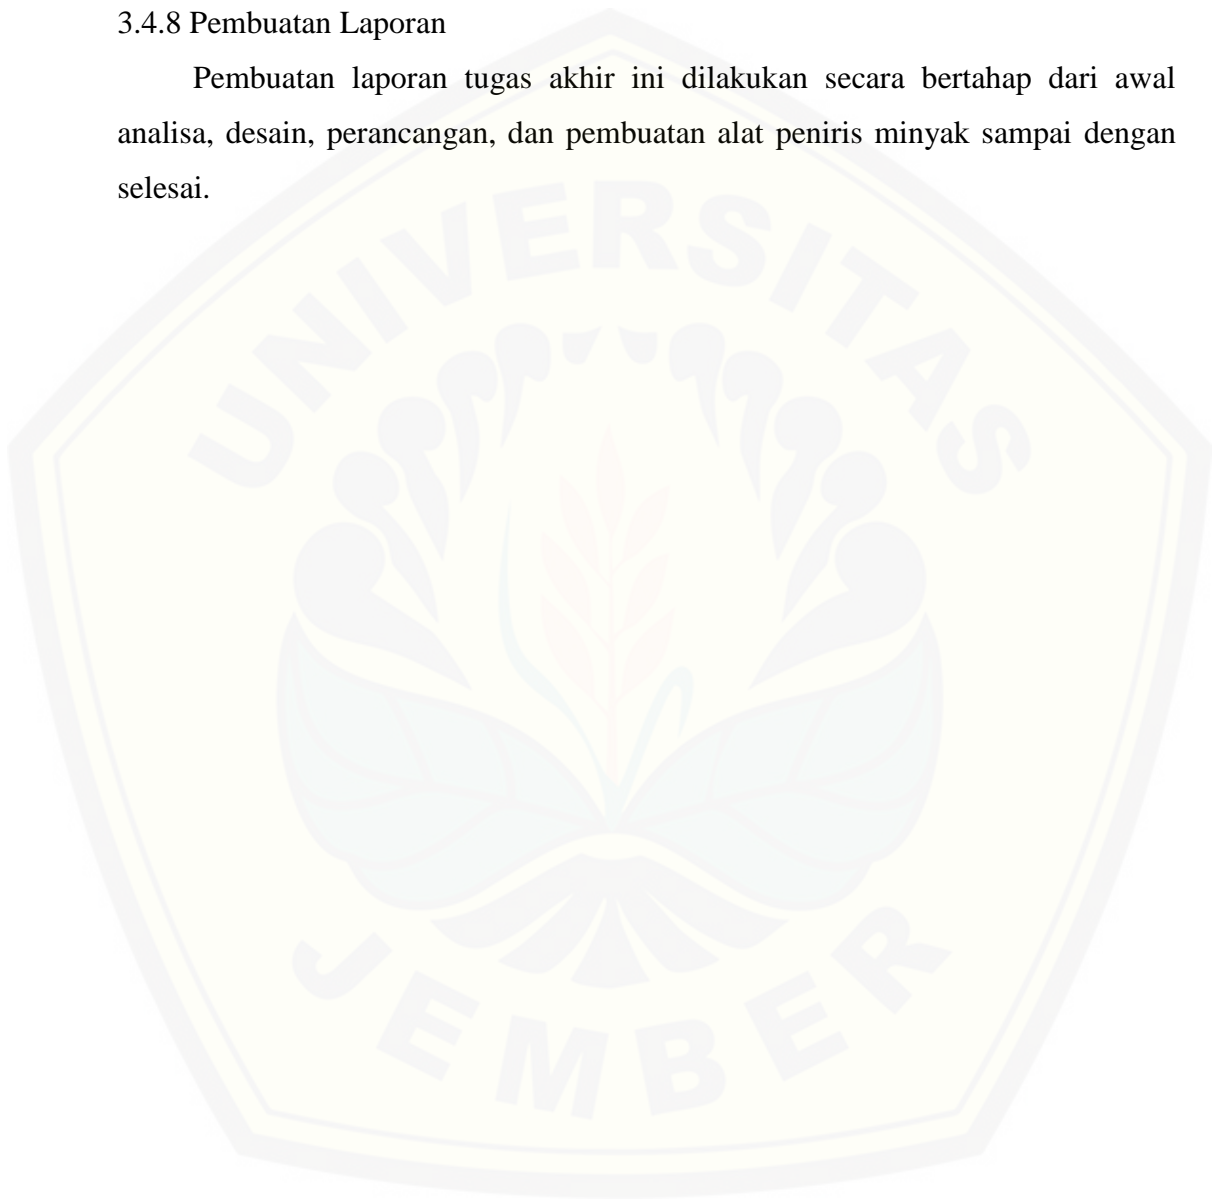 3.4.8 Pembuatan Laporan
Pembuatan laporan tugas akhir ini dilakukan secara bertahap dari awal
analisa, desain, perancangan, dan pembuatan alat peniris minyak sampai dengan
selesai.
UNIVERSITAS
JEMBER